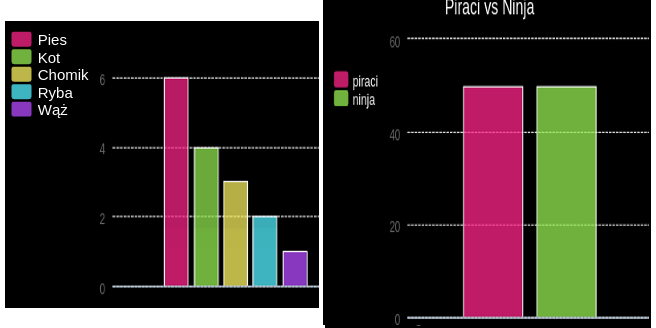 Pies
Kot
Chomik
Ryba
Wąż
6
4
2
0
Piraci vs Ninja
piraci
ninja
60
40
20
0